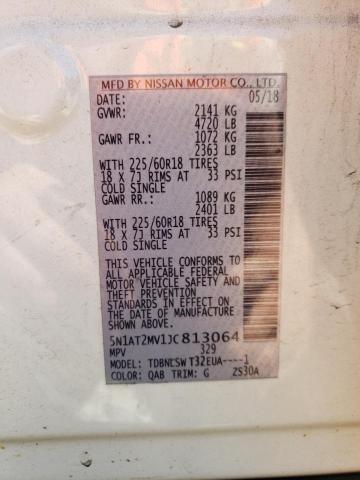 MFD BY NISSAN MOTOR CO., LTD.
DATE: 05/18
GVWR: 2141 KG
4720 LB
GAWR FR.: 1072 KG
2363 LB
WITH 225/60R18 TIRES
18 X 7J RIMS AT 33 PSI
COLD SINGLE
GAWR RR.: 1089 KG
2401 LB
WITH 225/60R18 TIRES
18 X 7J RIMS AT 33 PSI
COLD SINGLE
THIS VEHICLE CONFORMS TO
ALL APPLICABLE FEDERAL
MOTOR VEHICLE SAFETY AND
THEFT PREVENTION
STANDARDS IN EFFECT ON
THE DATE OF MANUFACTURE
SHOWN ABOVE.
5N1AT2MV1JC813064
MPV 329
MODEL: TDBNLSW T32EUA----1
COLOR: QAB TRIM: G ZS30A